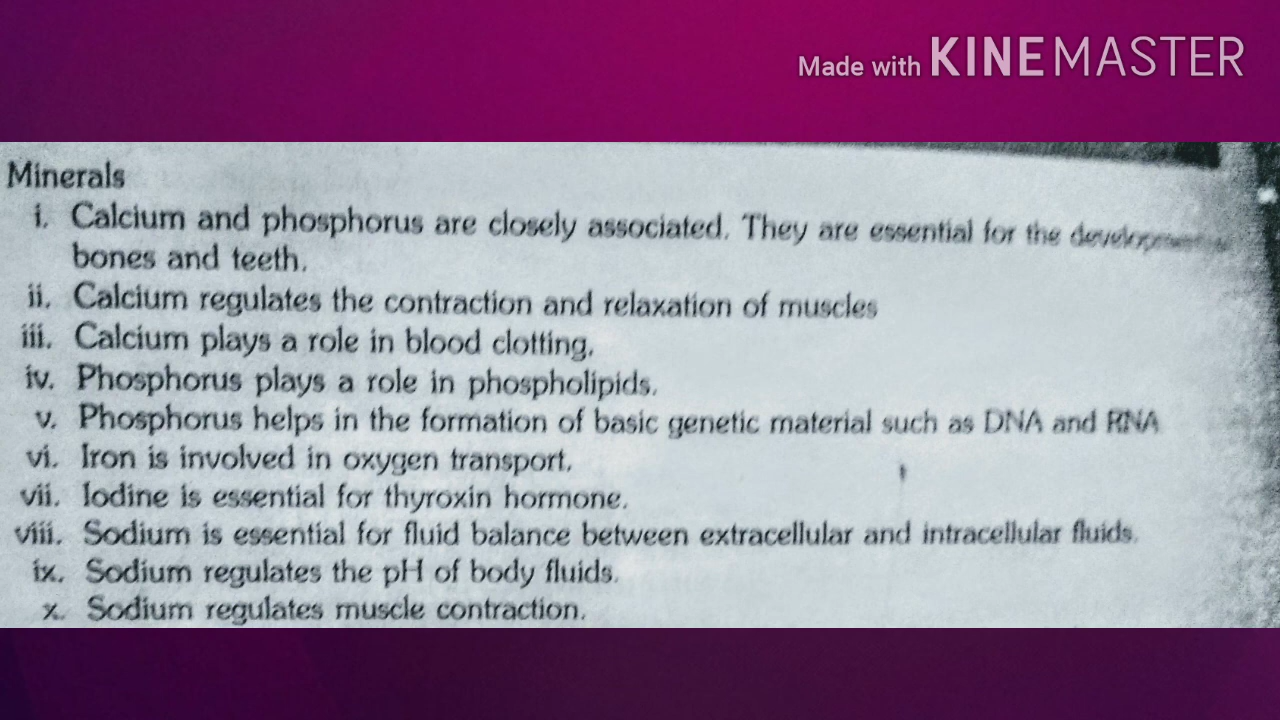 Made with KINEMASTER
Minerals
i. Calcium and phosphorus are closely associated. They are essential for the
bones and teeth.
ii. Calcium regulates the contraction and relaxation of muscles
iii. Calcium plays a role in blood clotting.
iv. Phosphorus plays a role in phospholipids.
v. Phosphorus helps in the formation of basic genetic material such as DNA and RNA
vi. Iron is involved in oxygen transport.
vii. Iodine is essential for thyroxin hormone.
viii. Sodium is essential for fluid balance between extracellular and intracellular fluids.
ix. Sodium regulates the pH of body fluids.
x. Sodium regulates muscle contraction.